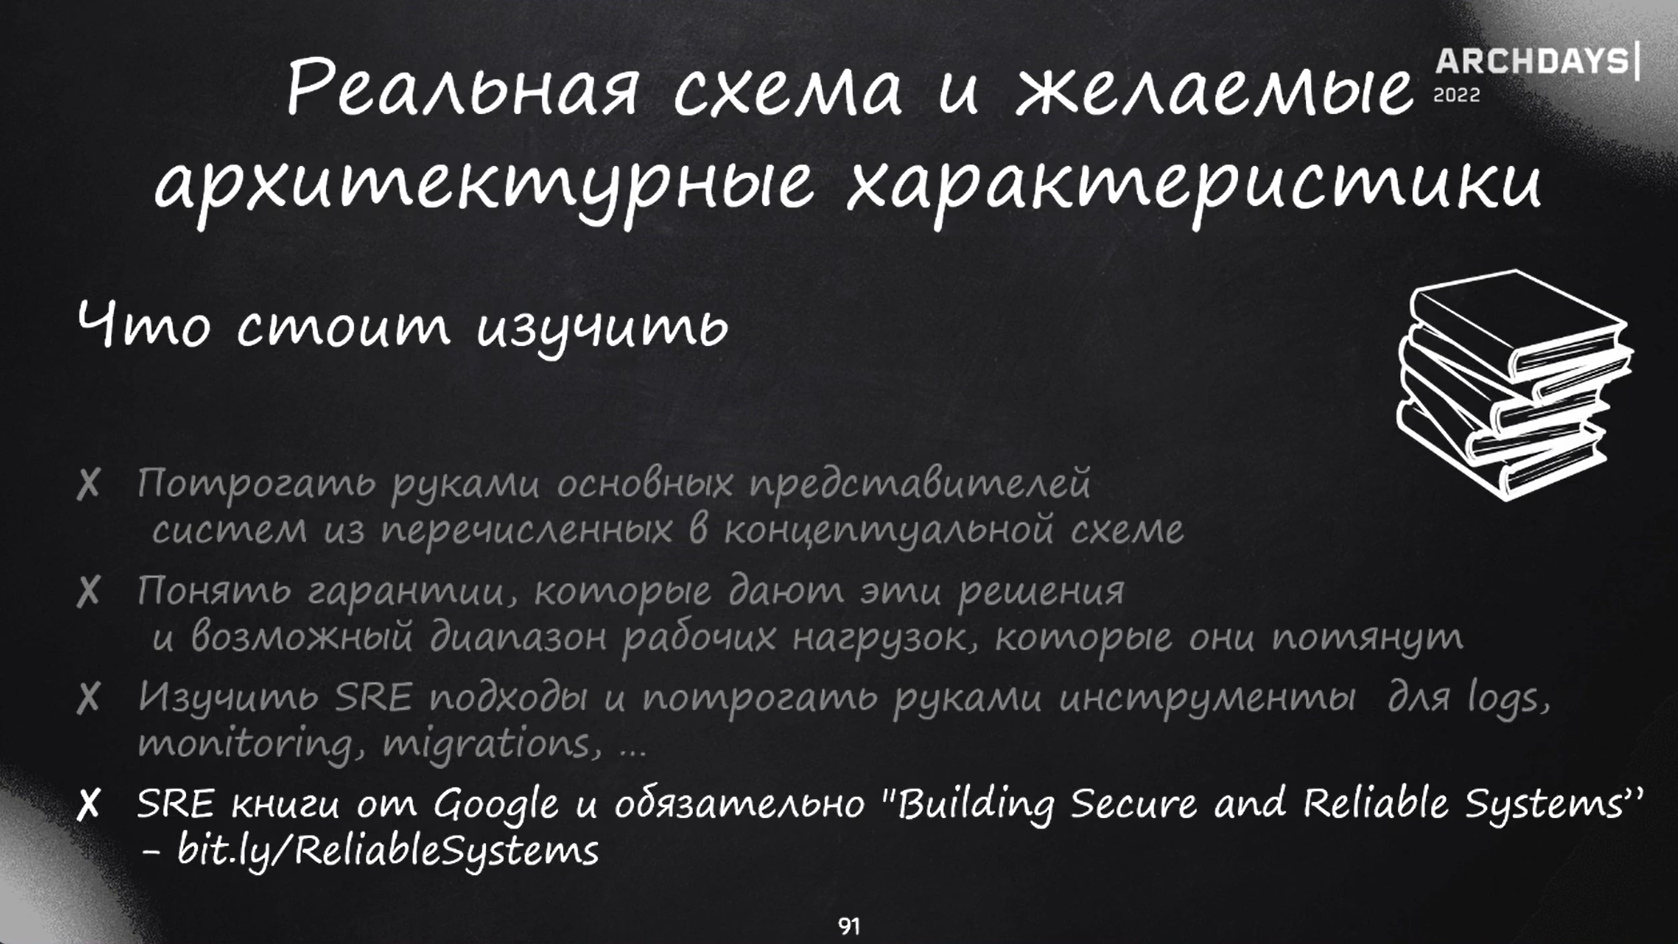 Реальная схема и желаемые
архитектурные характеристики
ARCHDAYS|
2022
Что стоит изучить
✗ Потрогать руками основных представителей
систем из перечисленных в концептуальной схеме
✗ Понять гарантии, которые дают эти решения
и возможный диапазон рабочих нагрузок, которые они потянут
✗ Изучить SRE подходы и потрогать руками инструменты для logs,
monitoring, migrations, ...
✗ SRE книги от Google и обязательно "Building Secure and Reliable Systems”
– bit.ly/ReliableSystems
91